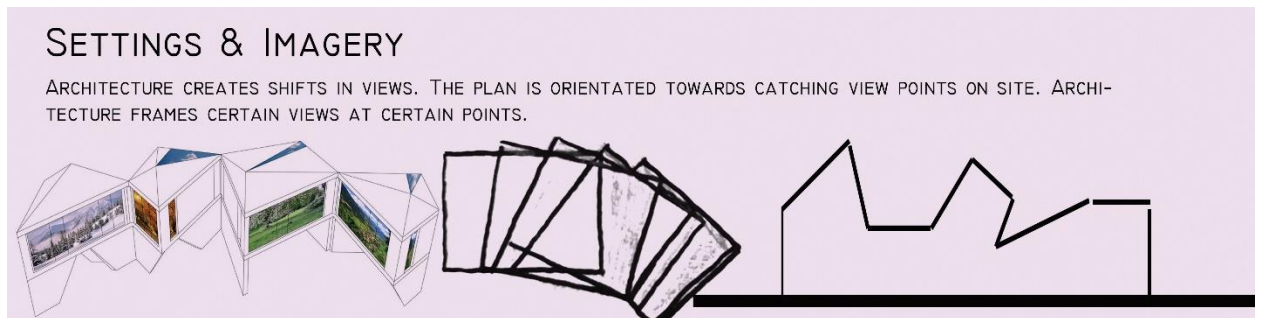 Settings & Imagery
Architecture creates shifts in views. The plan is orientated towards catching view points on site. Archi-
tecture frames certain views at certain points.